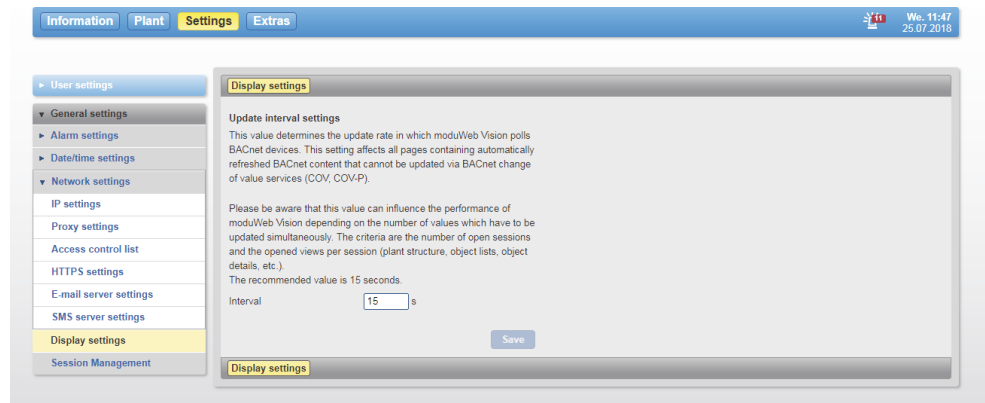 Information Plant Settings Extras 11 We. 11:47
25.07.2018
User settings
General settings
Alarm settings
Date/time settings
Network settings
IP settings
Proxy settings
Access control list
HTTPS settings
E-mail server settings
SMS server settings
Display settings
Session Management
Display settings
Update interval settings
This value determines the update rate in which moduWeb Vision polls
BACnet devices. This setting affects all pages containing automatically
refreshed BACnet content that cannot be updated via BACnet change
of value services (COV, COV-P).
Please be aware that this value can influence the performance of
moduWeb Vision depending on the number of values which have to be
updated simultaneously. The criteria are the number of open sessions
and the opened views per session (plant structure, object lists, object
details, etc.).
The recommended value is 15 seconds.
Interval 15 s
Save
Display settings